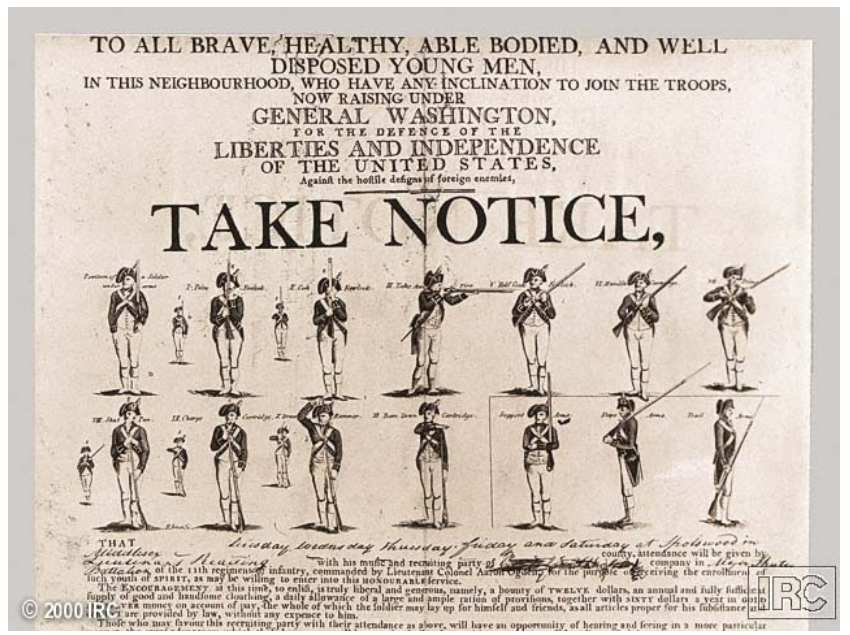 TO ALL BRAVE, HEALTHY, ABLE BODIED, AND WELL
DISPOSED YOUNG MEN,
IN THIS NEIGHBOURHOOD, WHO HAVE ANY INCLINATION TO JOIN THE TROOPS,
NOW RAISING UNDER
GENERAL WASHINGTON,
FOR THE DEFENCE OF THE
LIBERTIES AND INDEPENDENCE
OF THE UNITED STATES,
Againſt the hoſtile deſigns of foreign enemies,
TAKE NOTICE,
Poſition of a Soldier
under arms
I. Poiſe Firelock.
II. Cock Firelock.
III. Take Aim Fire
V. Half Cock Firelock.
VI. Handle Cartridge.
VII. Prime
VIII. Shut Pan.
IX. Charge Cartridge.
X. Draw Rammer.
XI. Ram Down Cartridge.
Support Arms
Slope Arms
Trail Arms
THAT tuesday wednesday thursday friday and saturday at Spotswood in
Middlesex county, attendance will be given by
Lieutenant Reading with his muſic and recruiting party of company in Major Shute's
Battalion of the 11th regiment of infantry, commanded by Lieutenant Colonel Aaron Ogden, for the purpoſe of receiving the enrollment of
ſuch youth of SPIRIT, as may be willing to enter into this HONOURABLE ſervice.
The ENCOURAGEMENT at this time, to enliſt, is truly liberal and generous, namely, a bounty of TWELVE dollars, an annual and fully ſufficient
ſupply of good and handſome cloathing, a daily allowance of a large and ample ration of proviſions, together with SIXTY dollars a year in GOLD
SILVER money on account of pay, the whole of which the ſoldier may lay up for himſelf and friends, as all articles proper for his ſubſiſtance and
are provided by law, without any expence to him.
Thoſe who may favour this recruiting party with their attendance as above, will have an opportunity of hearing and ſeeing in a more particular
© 2000 IRC
IRC